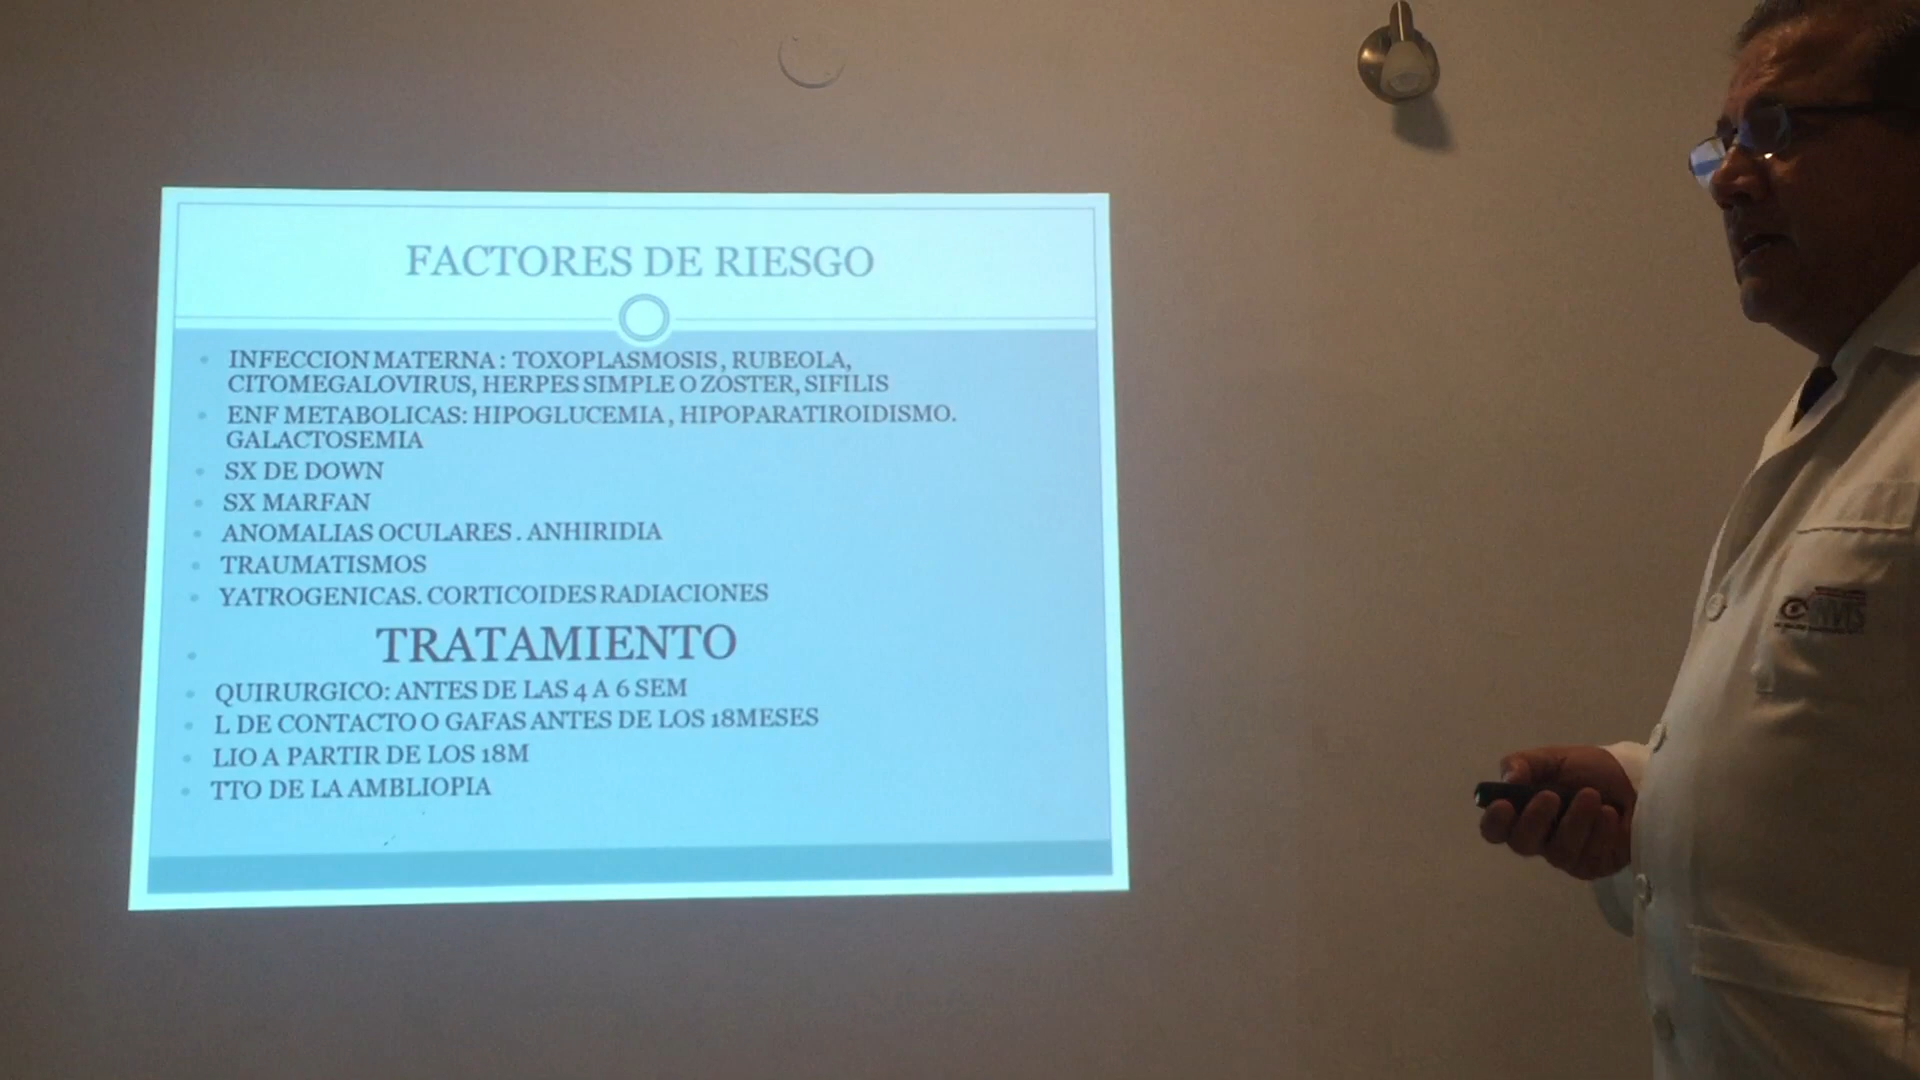 FACTORES DE RIESGO
INFECCION MATERNA : TOXOPLASMOSIS , RUBEOLA,
CITOMEGALOVIRUS, HERPES SIMPLE O ZOSTER, SIFILIS
ENF METABOLICAS: HIPOGLUCEMIA , HIPOPARATIROIDISMO.
GALACTOSEMIA
SX DE DOWN
SX MARFAN
ANOMALIAS OCULARES . ANHIRIDIA
TRAUMATISMOS
YATROGENICAS. CORTICOIDES RADIACIONES
TRATAMIENTO
QUIRURGICO: ANTES DE LAS 4 A 6 SEM
L DE CONTACTO O GAFAS ANTES DE LOS 18MESES
LIO A PARTIR DE LOS 18M
TTO DE LA AMBLIOPIA